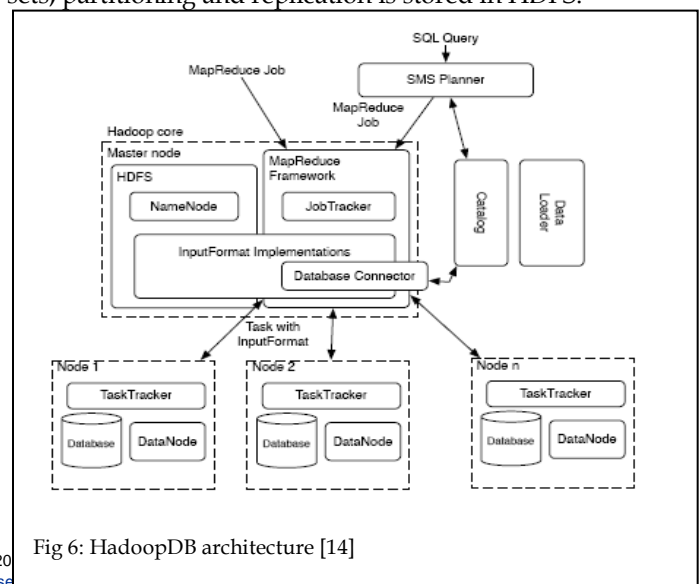 sets, partitioning and replication is stored in HDFS.
SQL Query
MapReduce Job
SMS Planner
MapReduce
Job
Hadoop core
Master node
HDFS
MapReduce
Framework
NameNode
JobTracker
Catalog
Data
Loader
InputFormat Implementations
Database Connector
Task with
InputFormat
Node 1
TaskTracker
Database
DataNode
Node 2
TaskTracker
Database
DataNode
Node n
TaskTracker
Database
DataNode
Fig 6: HadoopDB architecture [14]
20